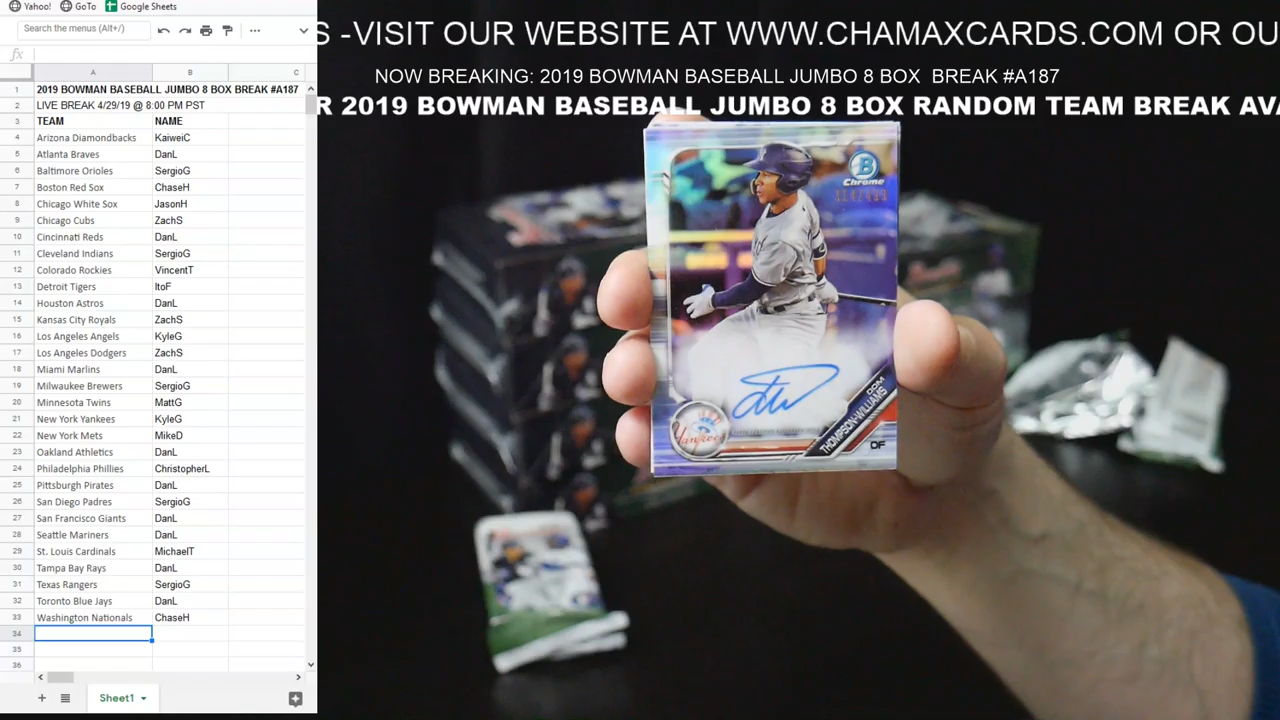 Yahoo! GoTo Google Sheets
Search the menus (Alt+/)
fx
A B C
1 2019 BOWMAN BASEBALL JUMBO 8 BOX BREAK #A187
2 LIVE BREAK 4/29/19 @ 8:00 PM PST
3 TEAM NAME
4 Arizona Diamondbacks KaiweiC
5 Atlanta Braves DanL
6 Baltimore Orioles SergioG
7 Boston Red Sox ChaseH
8 Chicago White Sox JasonH
9 Chicago Cubs ZachS
10 Cincinnati Reds DanL
11 Cleveland Indians SergioG
12 Colorado Rockies VincentT
13 Detroit Tigers ItoF
14 Houston Astros DanL
15 Kansas City Royals ZachS
16 Los Angeles Angels KyleG
17 Los Angeles Dodgers ZachS
18 Miami Marlins DanL
19 Milwaukee Brewers SergioG
20 Minnesota Twins MattG
21 New York Yankees KyleG
22 New York Mets MikeD
23 Oakland Athletics DanL
24 Philadelphia Phillies ChristopherL
25 Pittsburgh Pirates DanL
26 San Diego Padres SergioG
27 San Francisco Giants DanL
28 Seattle Mariners DanL
29 St. Louis Cardinals MichaelT
30 Tampa Bay Rays DanL
31 Texas Rangers SergioG
32 Toronto Blue Jays DanL
33 Washington Nationals ChaseH
34
35
36
Sheet1
S -VISIT OUR WEBSITE AT WWW.CHAMAXCARDS.COM OR OU
NOW BREAKING: 2019 BOWMAN BASEBALL JUMBO 8 BOX BREAK #A187
R 2019 BOWMAN BASEBALL JUMBO 8 BOX RANDOM TEAM BREAK AVA
B
Chrome
DOM
THOMPSON-WILLIAMS
OF
Yankees